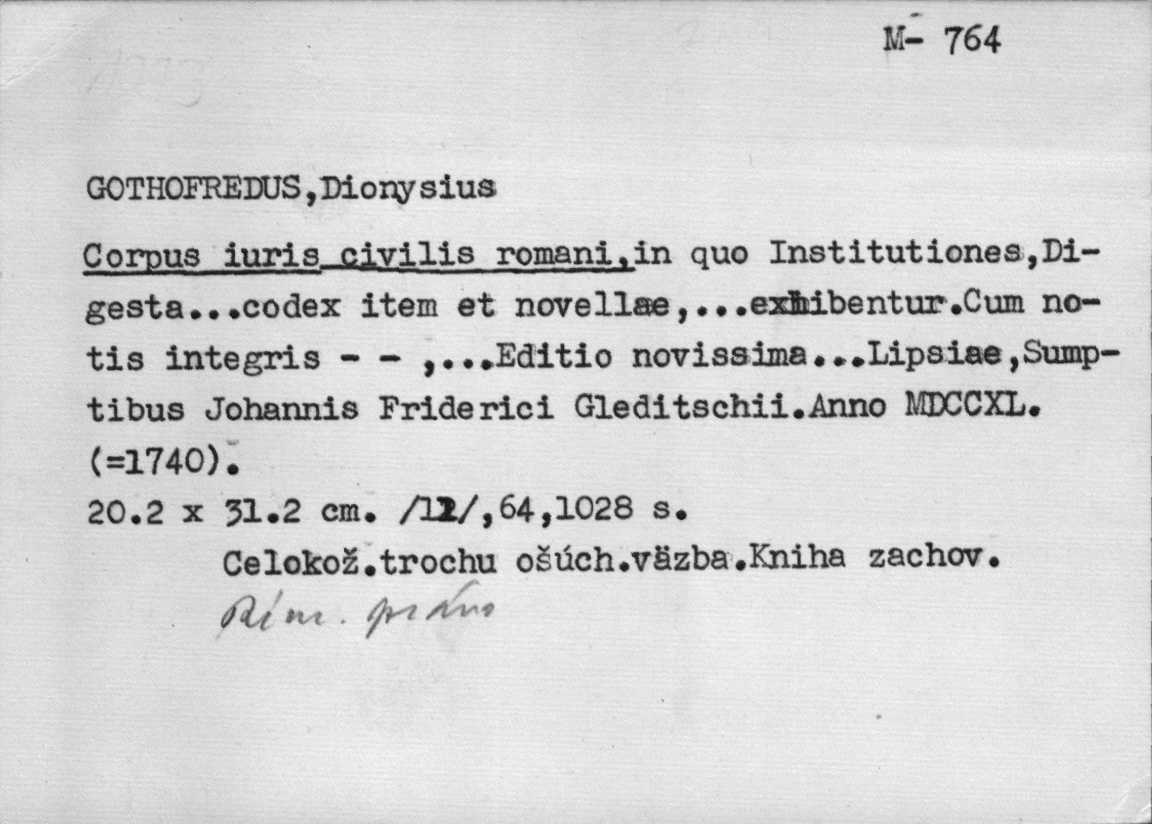 M- 764
GOTHOFREDUS,Dionysius
Corpus iuris civilis romani,in quo Institutiones,Di-
gesta...codex item et novellae,...exhibentur.Cum no-
tis integris - - ,...Editio novissima...Lipsiae,Sump-
tibus Johannis Friderici Gleditschii.Anno MDCCXL.
(=1740).
20.2 x 31.2 cm. /12/,64,1028 s.
Celokož.trochu ošúch.väzba.Kniha zachov.
Rím. právo